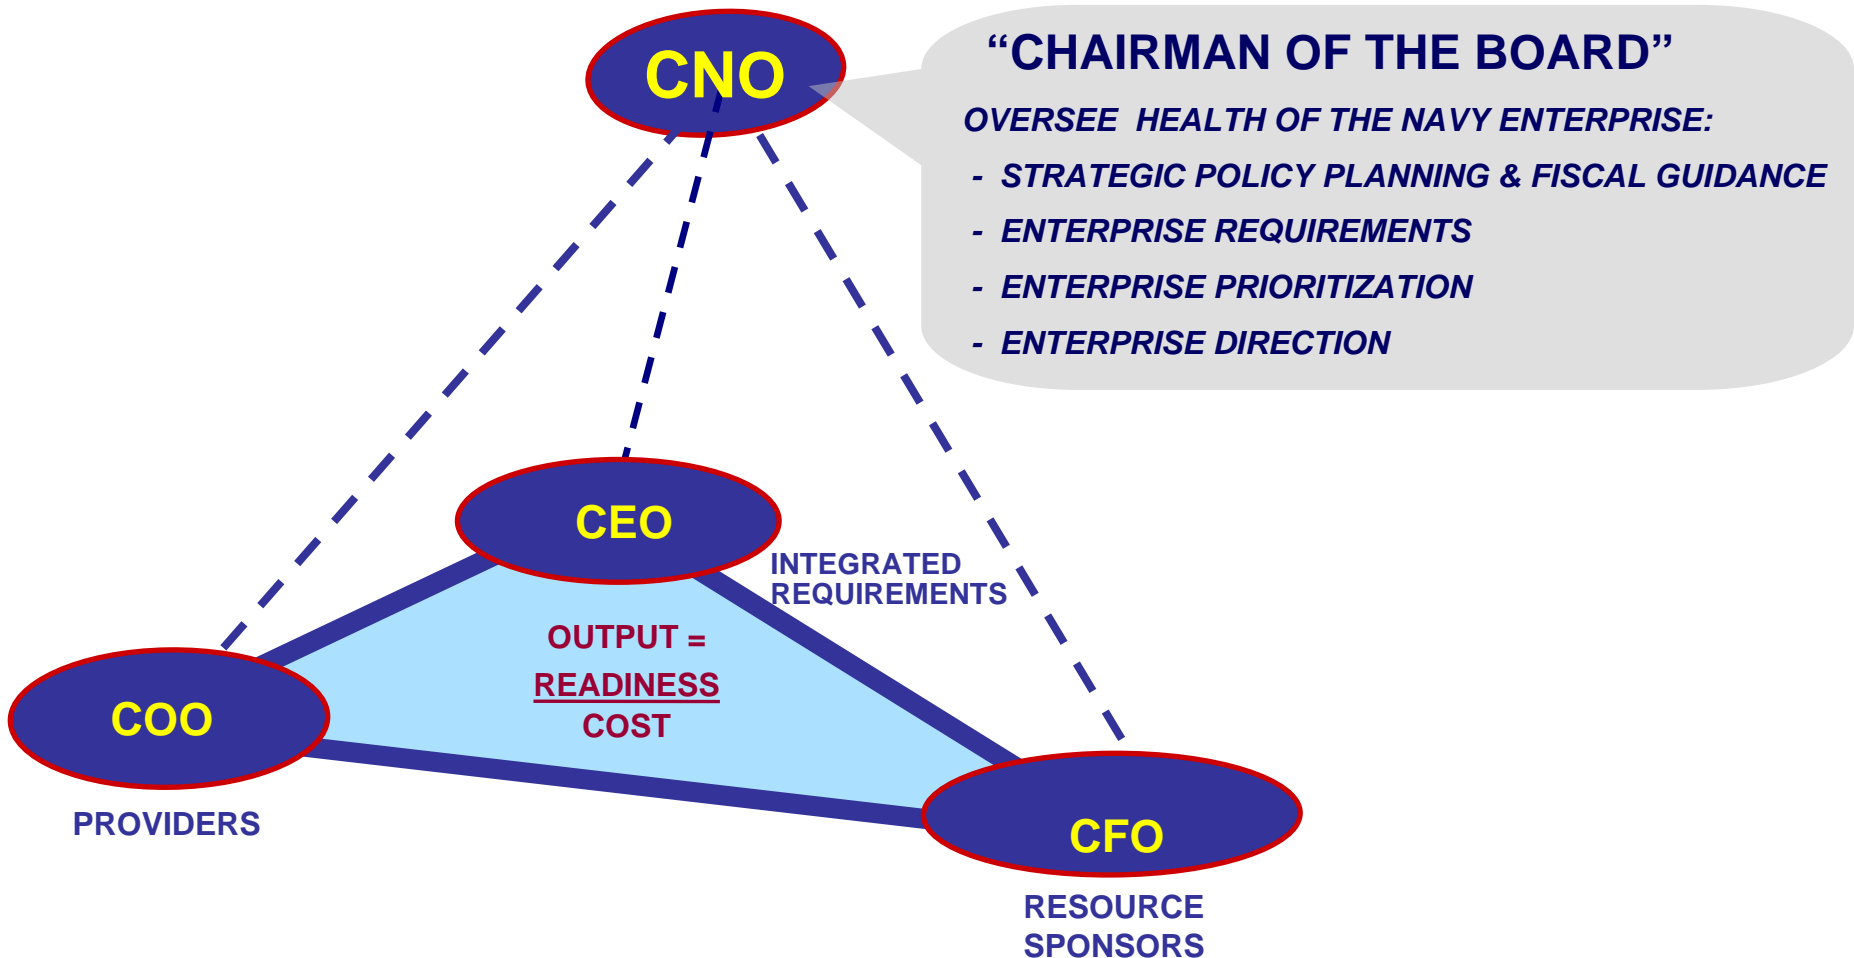 CNO
“CHAIRMAN OF THE BOARD”
OVERSEE HEALTH OF THE NAVY ENTERPRISE:
- STRATEGIC POLICY PLANNING & FISCAL GUIDANCE
- ENTERPRISE REQUIREMENTS
- ENTERPRISE PRIORITIZATION
- ENTERPRISE DIRECTION
CEO
INTEGRATED
REQUIREMENTS
OUTPUT =
READINESS
COST
COO
PROVIDERS
CFO
RESOURCE
SPONSORS